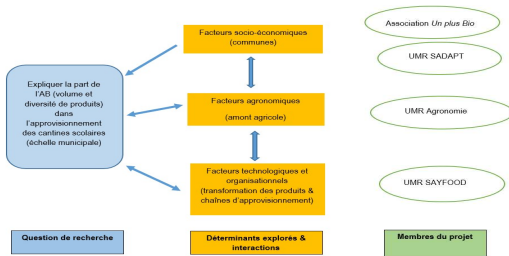 Facteurs socio-économiques
(communes)
Association Un plus Bio
UMR SADAPT
Expliquer la part de
l'AB (volume et
diversité de produits)
dans
l'approvisionnement
des cantines scolaires
(échelle municipale)
Facteurs agronomiques
(amont agricole)
UMR Agronomie
Facteurs technologiques et
organisationnels
(transformation des produits &
chaînes d'approvisionnement)
UMR SAYFOOD
Question de recherche
Déterminants explorés &
interactions
Membres du projet